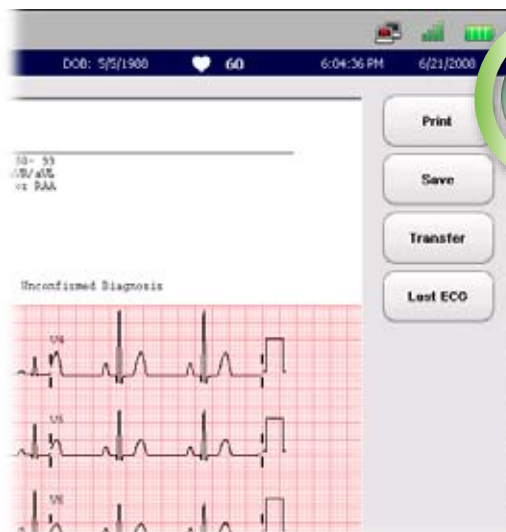 DOB: 5/5/1988 60 6:04:36 PM 6/21/2008
Print
Save
Transfer
Last ECG
Unconfirmed Diagnosis
V4
V5
V6